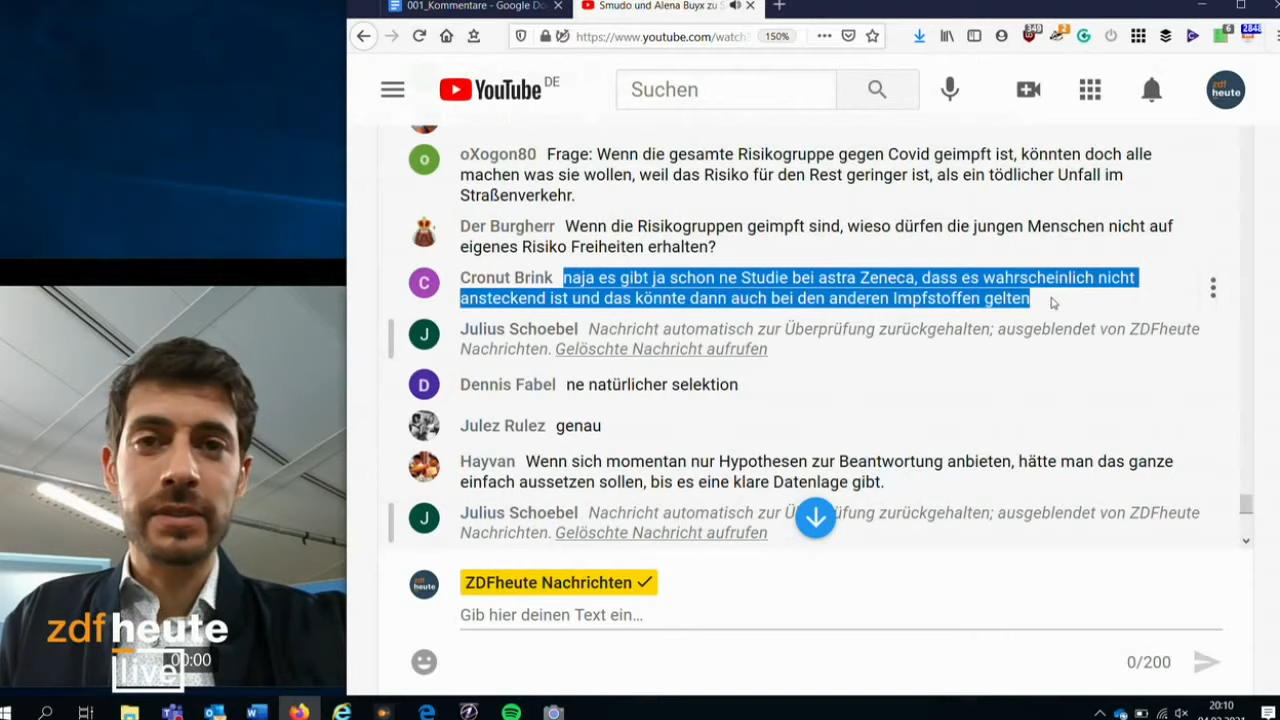 001_Kommentare - Google Do
Smudo und Alena Buyx zu S
https://www.youtube.com/watch
150%
349
2
6
2848
YouTube DE
Suchen
zdf
heute
oXogon80 Frage: Wenn die gesamte Risikogruppe gegen Covid geimpft ist, könnten doch alle
machen was sie wollen, weil das Risiko für den Rest geringer ist, als ein tödlicher Unfall im
Straßenverkehr.
Der Burgherr Wenn die Risikogruppen geimpft sind, wieso dürfen die jungen Menschen nicht auf
eigenes Risiko Freiheiten erhalten?
C
Cronut Brink naja es gibt ja schon ne Studie bei astra Zeneca, dass es wahrscheinlich nicht
ansteckend ist und das könnte dann auch bei den anderen Impfstoffen gelten
J
Julius Schoebel Nachricht automatisch zur Überprüfung zurückgehalten; ausgeblendet von ZDFheute
Nachrichten. Gelöschte Nachricht aufrufen
D
Dennis Fabel ne natürlicher selektion
Julez Rulez genau
Hayvan Wenn sich momentan nur Hypothesen zur Beantwortung anbieten, hätte man das ganze
einfach aussetzen sollen, bis es eine klare Datenlage gibt.
J
Julius Schoebel Nachricht automatisch zur Überprüfung zurückgehalten; ausgeblendet von ZDFheute
Nachrichten. Gelöschte Nachricht aufrufen
zdf
heute
ZDFheute Nachrichten
Gib hier deinen Text ein...
0/200
zdfheute
live
00:00
20:10